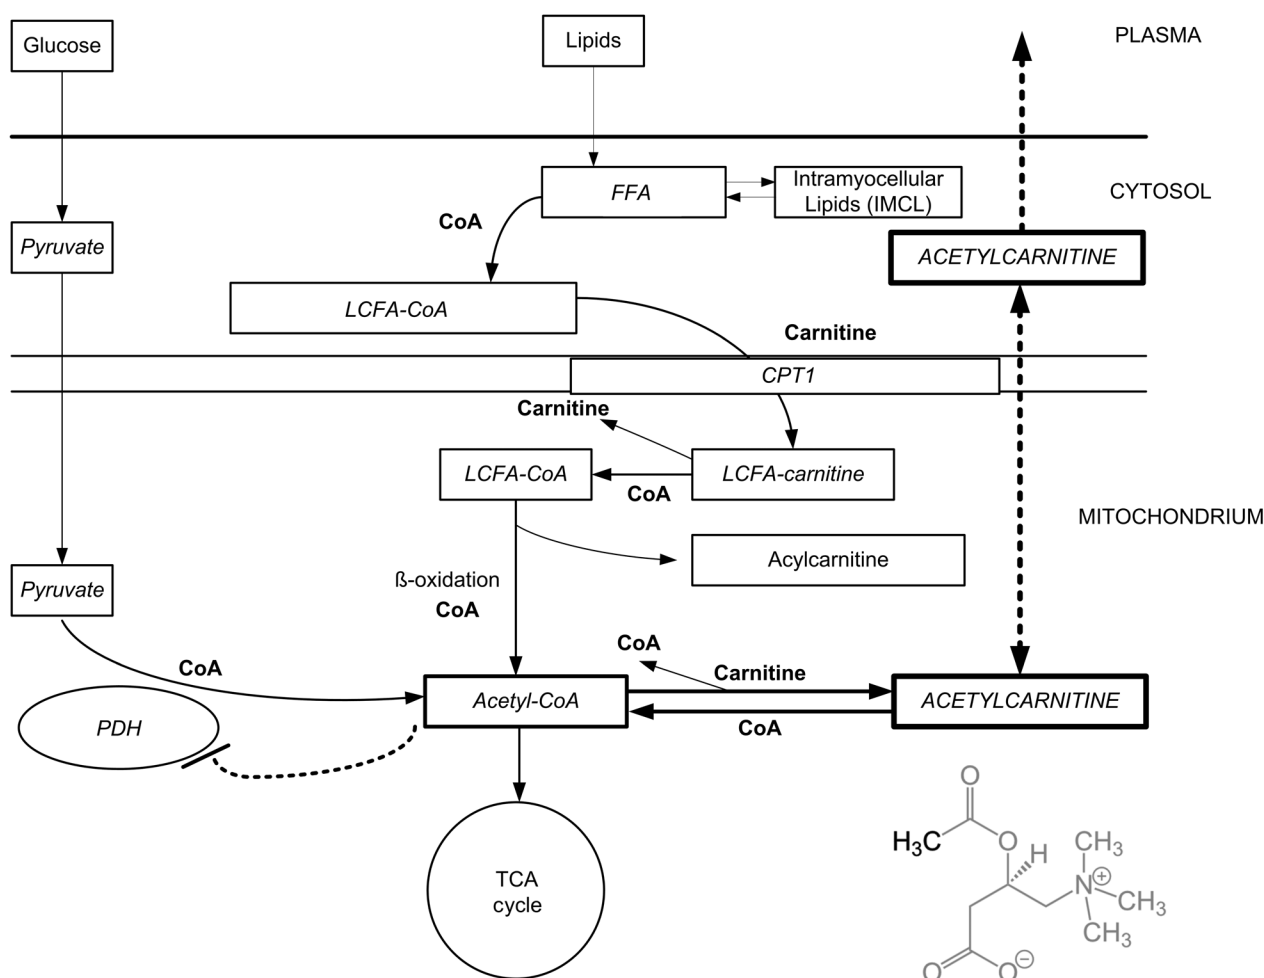 Glucose
Lipids
PLASMA
FFA
Intramyocellular
Lipids (IMCL)
CYTOSOL
CoA
Pyruvate
ACETYLCARNITINE
LCFA-CoA
Carnitine
CPT1
Carnitine
LCFA-CoA
LCFA-carnitine
CoA
MITOCHONDRIUM
Acylcarnitine
ß-oxidation
CoA
Pyruvate
CoA
CoA
Carnitine
Acetyl-CoA
ACETYLCARNITINE
CoA
PDH
TCA
cycle
O
H₃C
O
H
CH₃
N⊕
CH₃
CH₃
O
O⊖